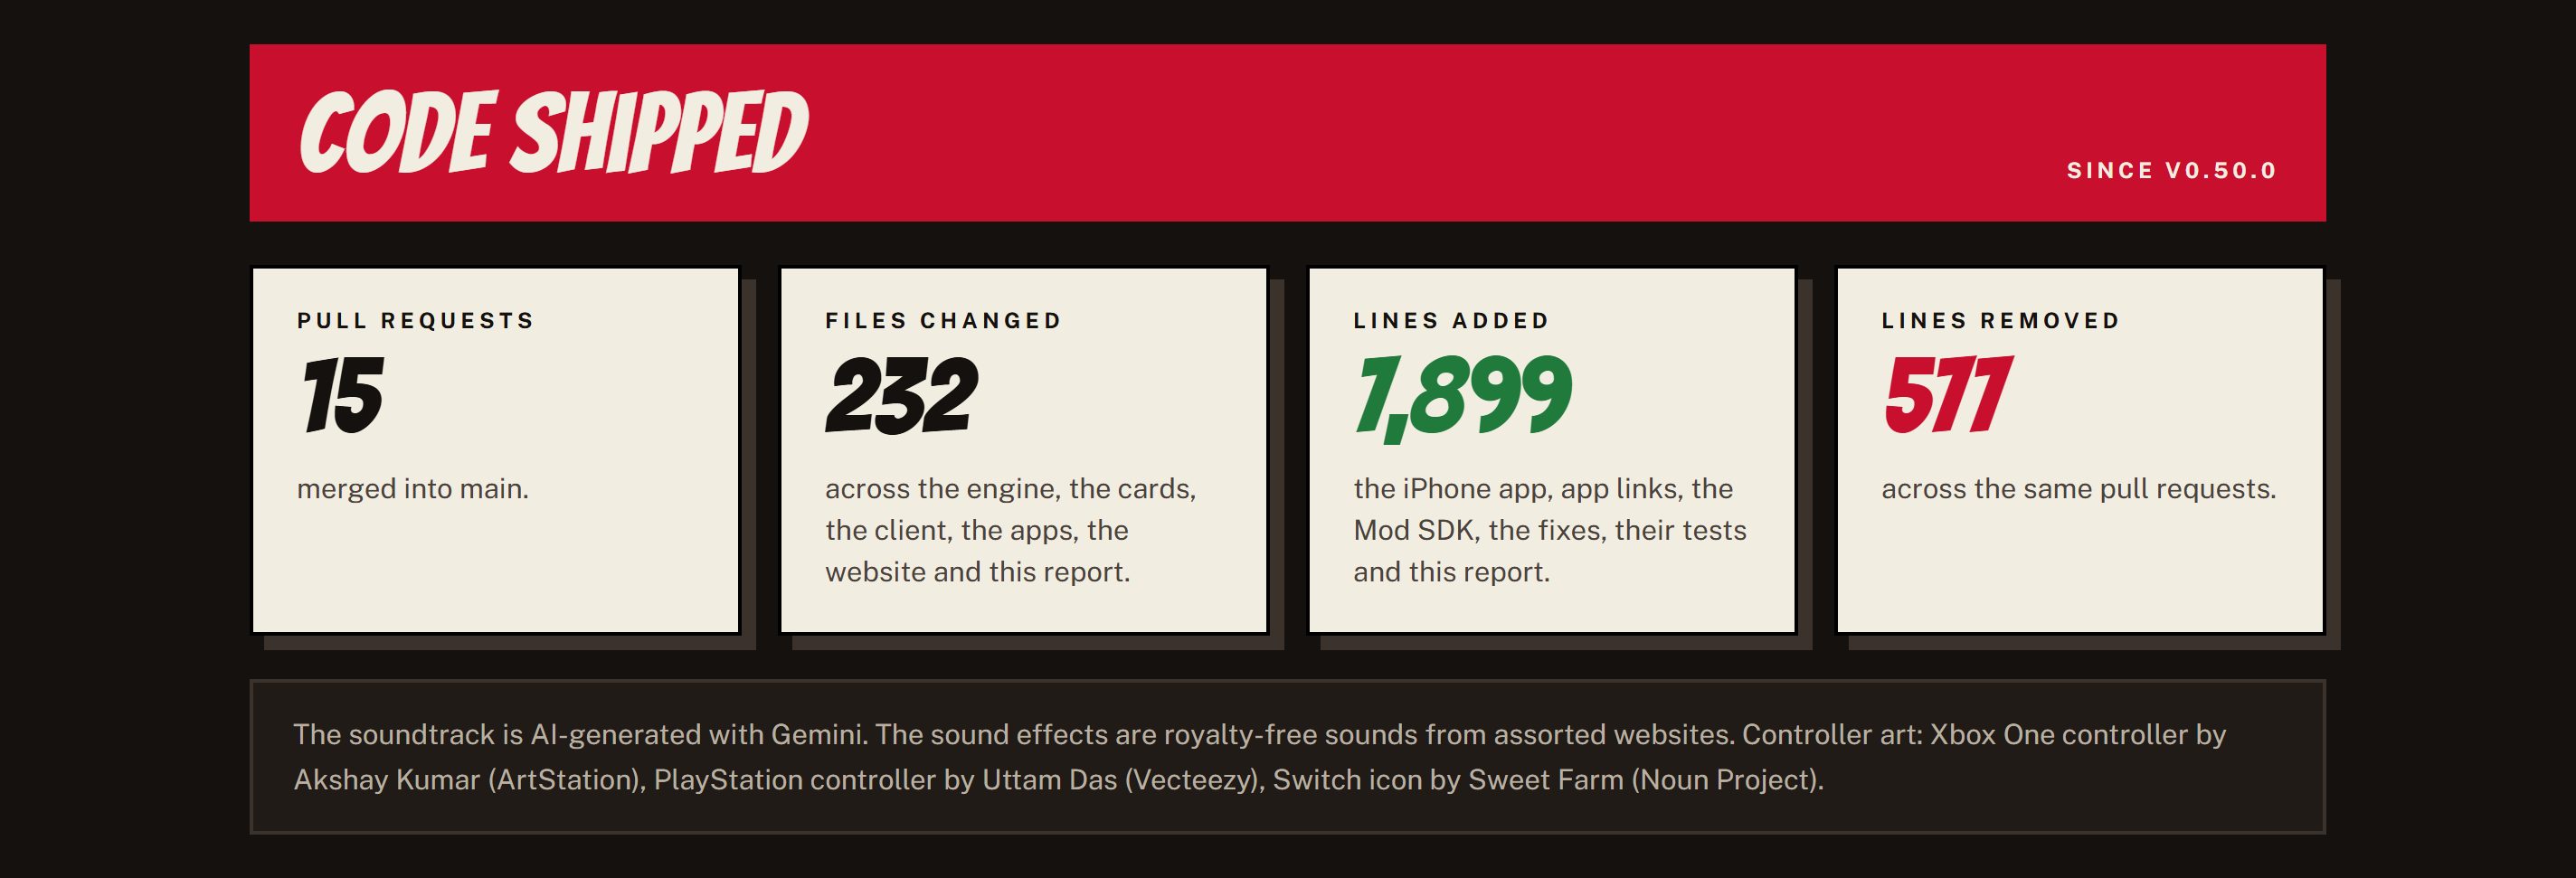 CODE SHIPPED
SINCE V0.50.0
PULL REQUESTS
15
merged into main.
FILES CHANGED
232
across the engine, the cards,
the client, the apps, the
website and this report.
LINES ADDED
7,899
the iPhone app, app links, the
Mod SDK, the fixes, their tests
and this report.
LINES REMOVED
577
across the same pull requests.
The soundtrack is AI-generated with Gemini. The sound effects are royalty-free sounds from assorted websites. Controller art: Xbox One controller by
Akshay Kumar (ArtStation), PlayStation controller by Uttam Das (Vecteezy), Switch icon by Sweet Farm (Noun Project).